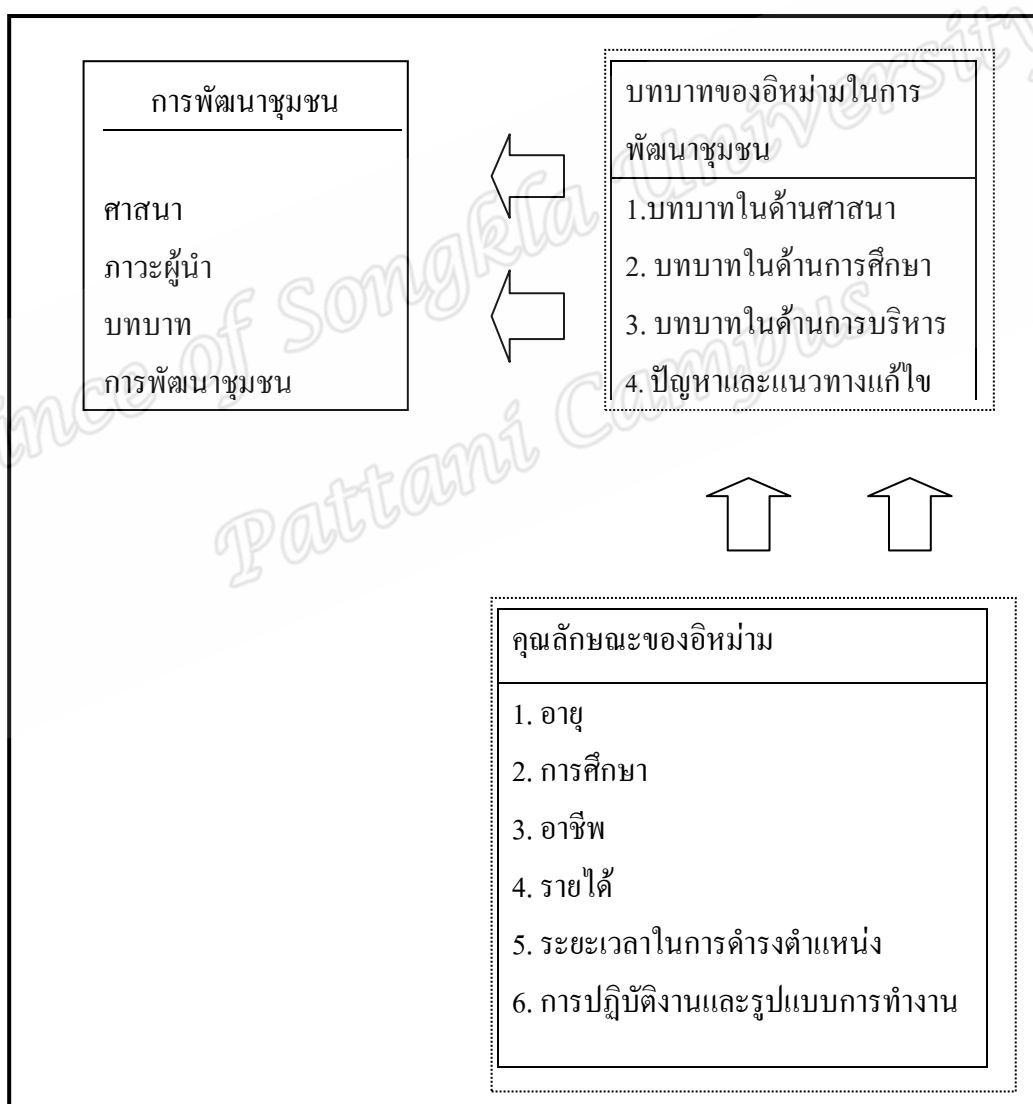 การพัฒนาชุมชน
ศาสนา
ภาวะผู้นำ
บทบาท
การพัฒนาชุมชน
บทบาทของอิหม่ามในการ
พัฒนาชุมชน
1.บทบาทในด้านศาสนา
2. บทบาทในด้านการศึกษา
3. บทบาทในด้านการบริหาร
4. ปัญหาและแนวทางแก้ไข
คุณลักษณะของอิหม่าม
1. อายุ
2. การศึกษา
3. อาชีพ
4. รายได้
5. ระยะเวลาในการดำรงตำแหน่ง
6. การปฏิบัติงานและรูปแบบการทำงาน
ince of Songkla University
Pattani Campus